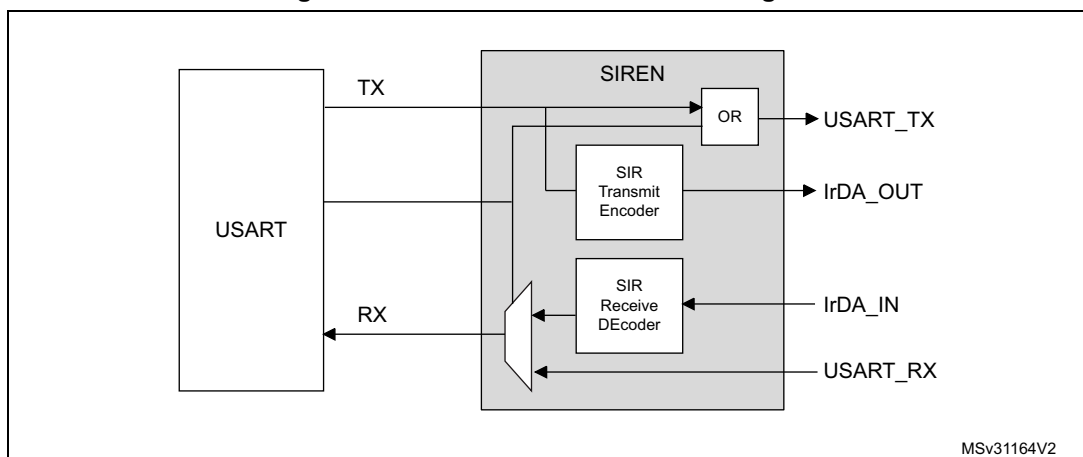 SIREN
TX
OR
USART_TX
SIR
Transmit
Encoder
IrDA_OUT
USART
SIR
Receive
DEcoder
IrDA_IN
RX
USART_RX
MSv31164V2